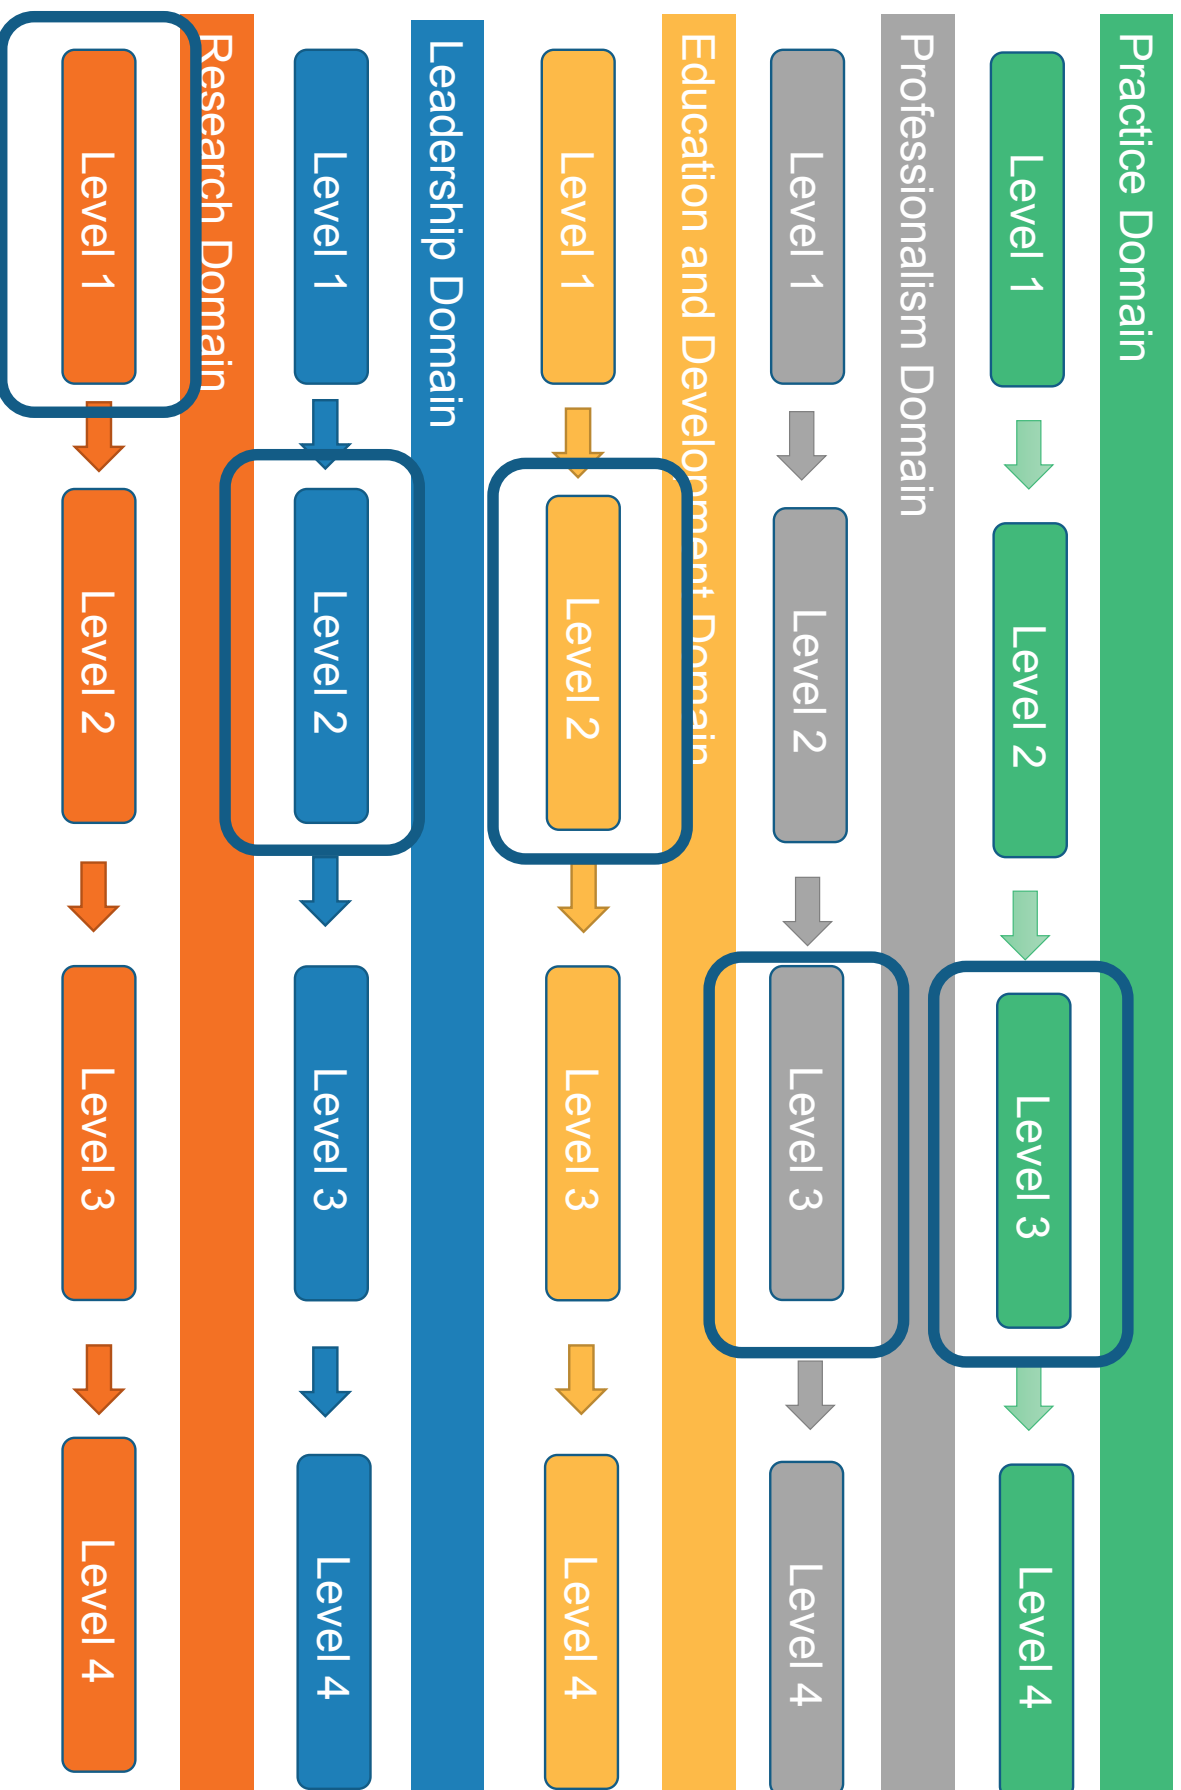 Practice Domain
Level 1
Level 2
Level 3
Level 4
Professionalism Domain
Level 1
Level 2
Level 3
Level 4
Education and Development Domain
Level 1
Level 2
Level 3
Level 4
Leadership Domain
Level 1
Level 2
Level 3
Level 4
Research Domain
Level 1
Level 2
Level 3
Level 4